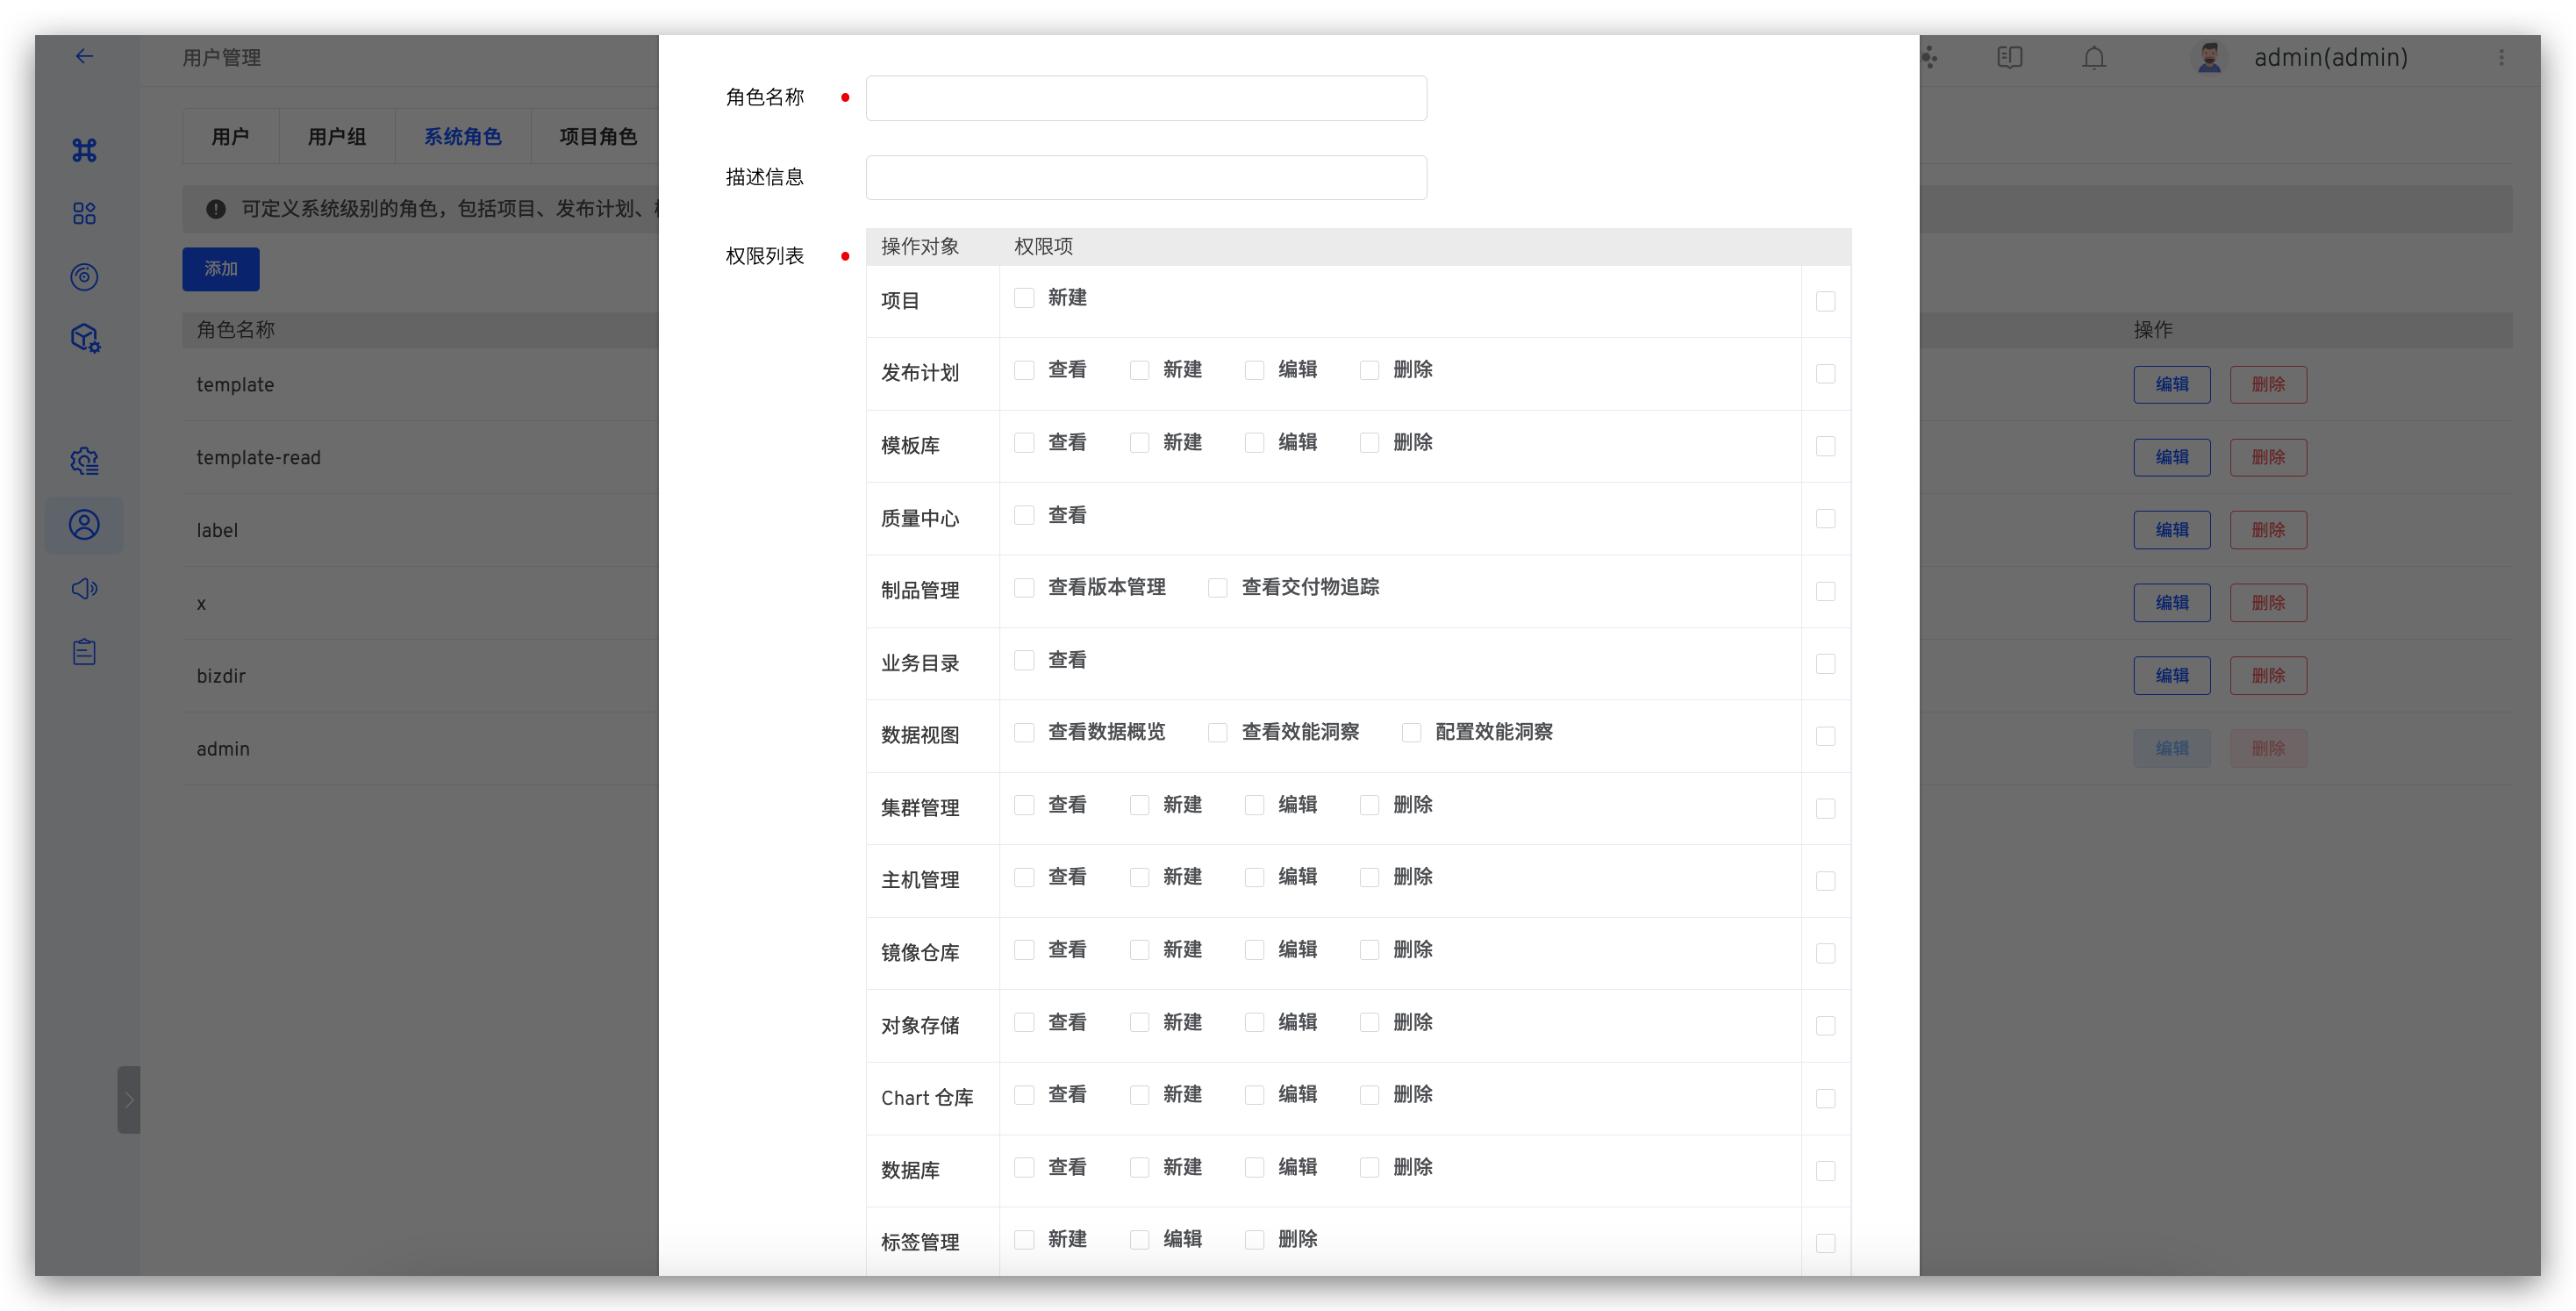 用户管理
admin(admin)
用户
用户组
系统角色
项目角色
可定义系统级别的角色，包括项目、发布计划、
添加
角色名称
操作
template
编辑 删除
template-read
编辑 删除
label
编辑 删除
x
编辑 删除
bizdir
编辑 删除
admin
编辑 删除
角色名称
描述信息
权限列表
操作对象 权限项
项目 新建
发布计划 查看 新建 编辑 删除
模板库 查看 新建 编辑 删除
质量中心 查看
制品管理 查看版本管理 查看交付物追踪
业务目录 查看
数据视图 查看数据概览 查看效能洞察 配置效能洞察
集群管理 查看 新建 编辑 删除
主机管理 查看 新建 编辑 删除
镜像仓库 查看 新建 编辑 删除
对象存储 查看 新建 编辑 删除
Chart 仓库 查看 新建 编辑 删除
数据库 查看 新建 编辑 删除
标签管理 新建 编辑 删除